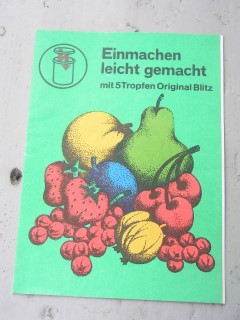 Einmachen
leicht gemacht
mit 5 Tropfen Original Blitz